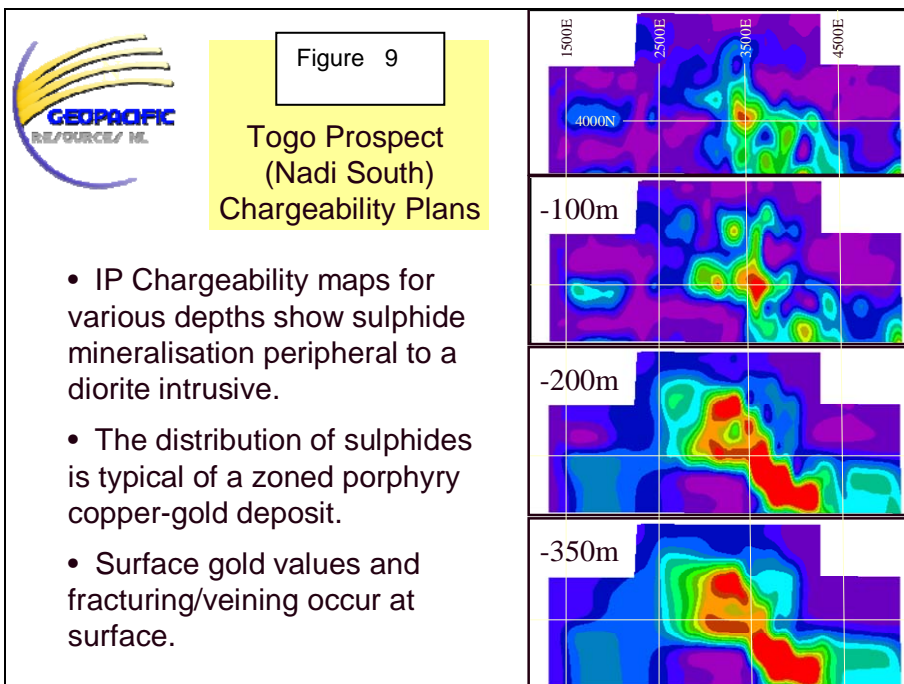 GEOPACIFIC
RESOURCES NL
Figure 9
Togo Prospect
(Nadi South)
Chargeability Plans
• IP Chargeability maps for
various depths show sulphide
mineralisation peripheral to a
diorite intrusive.
• The distribution of sulphides
is typical of a zoned porphyry
copper-gold deposit.
• Surface gold values and
fracturing/veining occur at
surface.
1500E
2500E
3500E
4500E
4000N
-100m
-200m
-350m